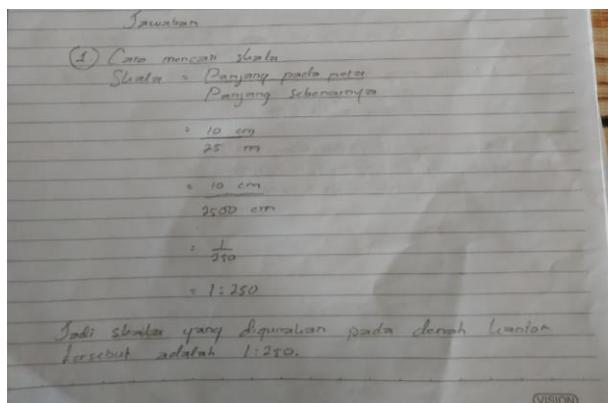 Jawaban
1. Cara mencari skala
Skala = Panjang pada peta
Panjang sebenarnya
= 10 cm
25 m
= 10 cm
2500 cm
= 1
250
= 1 : 250
Jadi skala yang digunakan pada denah kantor
tersebut adalah 1:250.
VISION